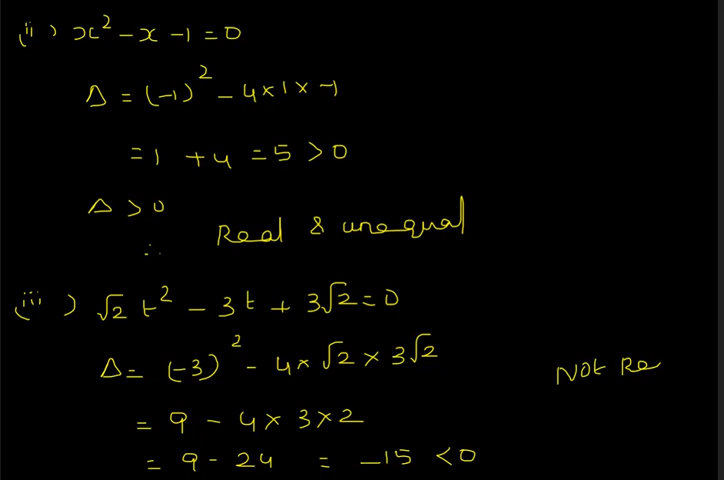 (ii) x² - x - 1 = 0
Δ = (-1)² - 4 × 1 × -1
= 1 + 4 = 5 > 0
Δ > 0
∴ Real & unequal
(iii) √2 t² - 3t + 3√2 = 0
Δ = (-3)² - 4 × √2 × 3√2
Not Re
= 9 - 4 × 3 × 2
= 9 - 24 = -15 < 0